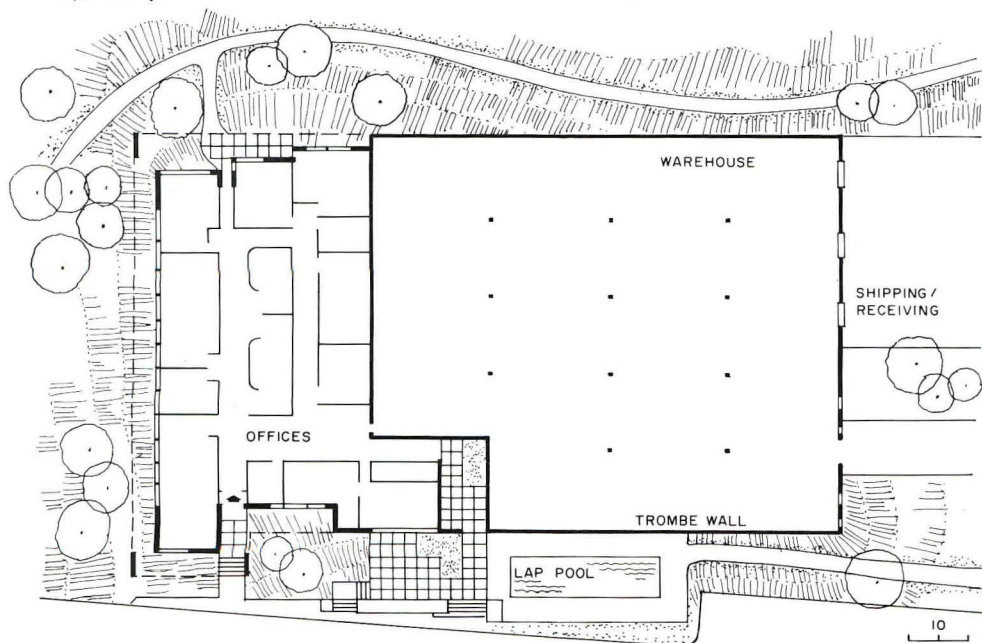 WAREHOUSE
SHIPPING/
RECEIVING
OFFICES
TROMBE WALL
LAP POOL
10